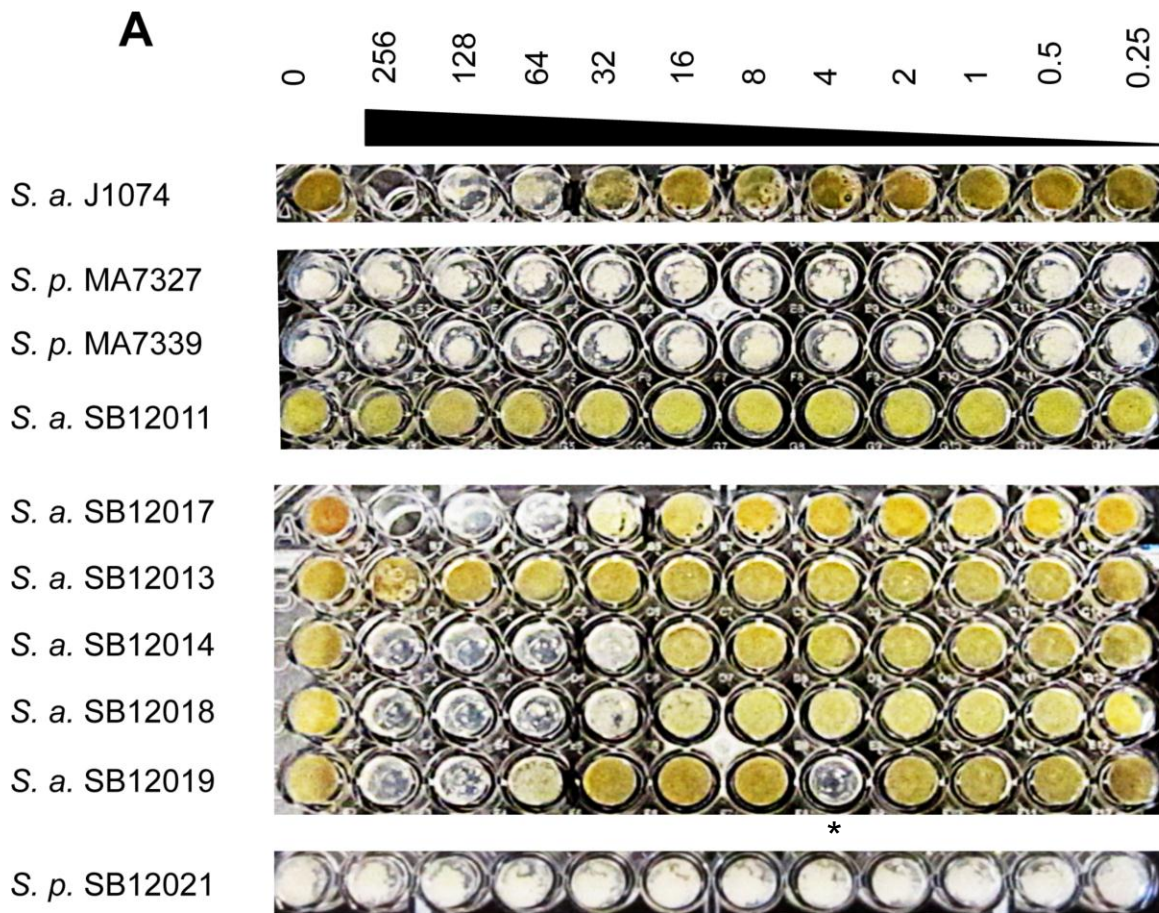 A
0 256 128 64 32 16 8 4 2 1 0.5 0.25
S. a. J1074
S. p. MA7327
S. p. MA7339
S. a. SB12011
S. a. SB12017
S. a. SB12013
S. a. SB12014
S. a. SB12018
S. a. SB12019
*
S. p. SB12021